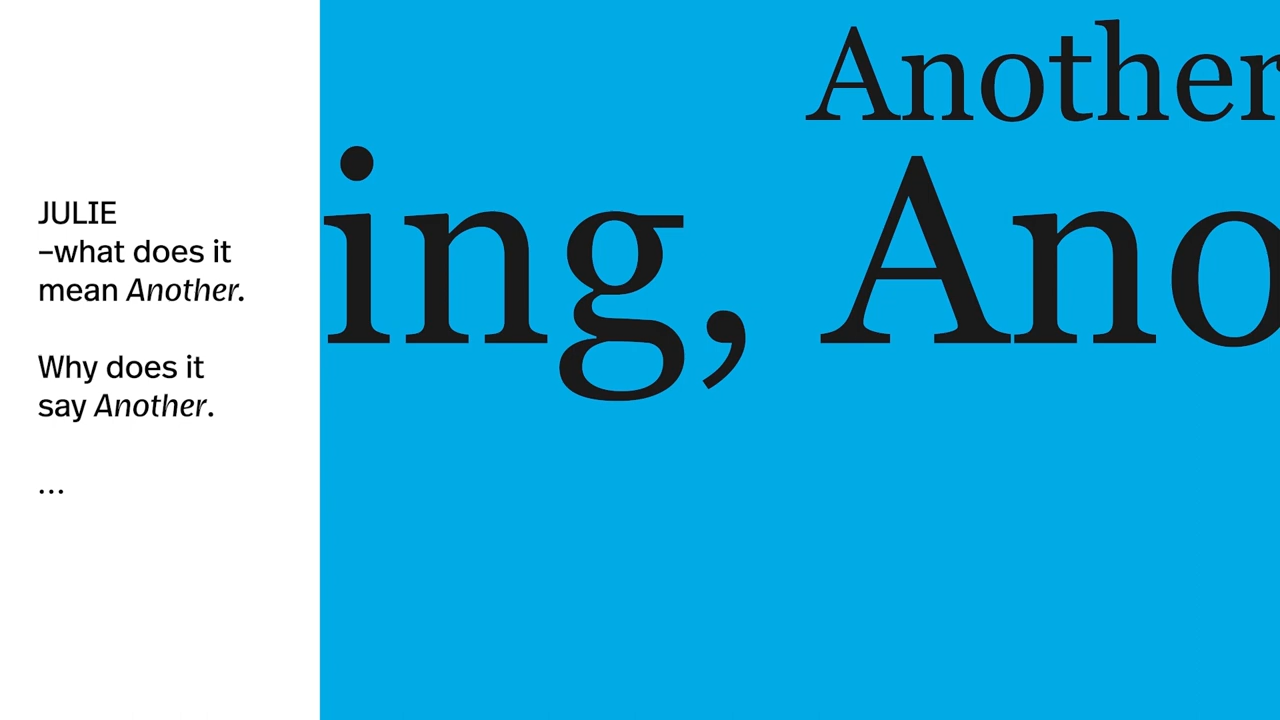 JULIE
–what does it
mean Another.
Why does it
say Another.
...
Another
ing, Ano